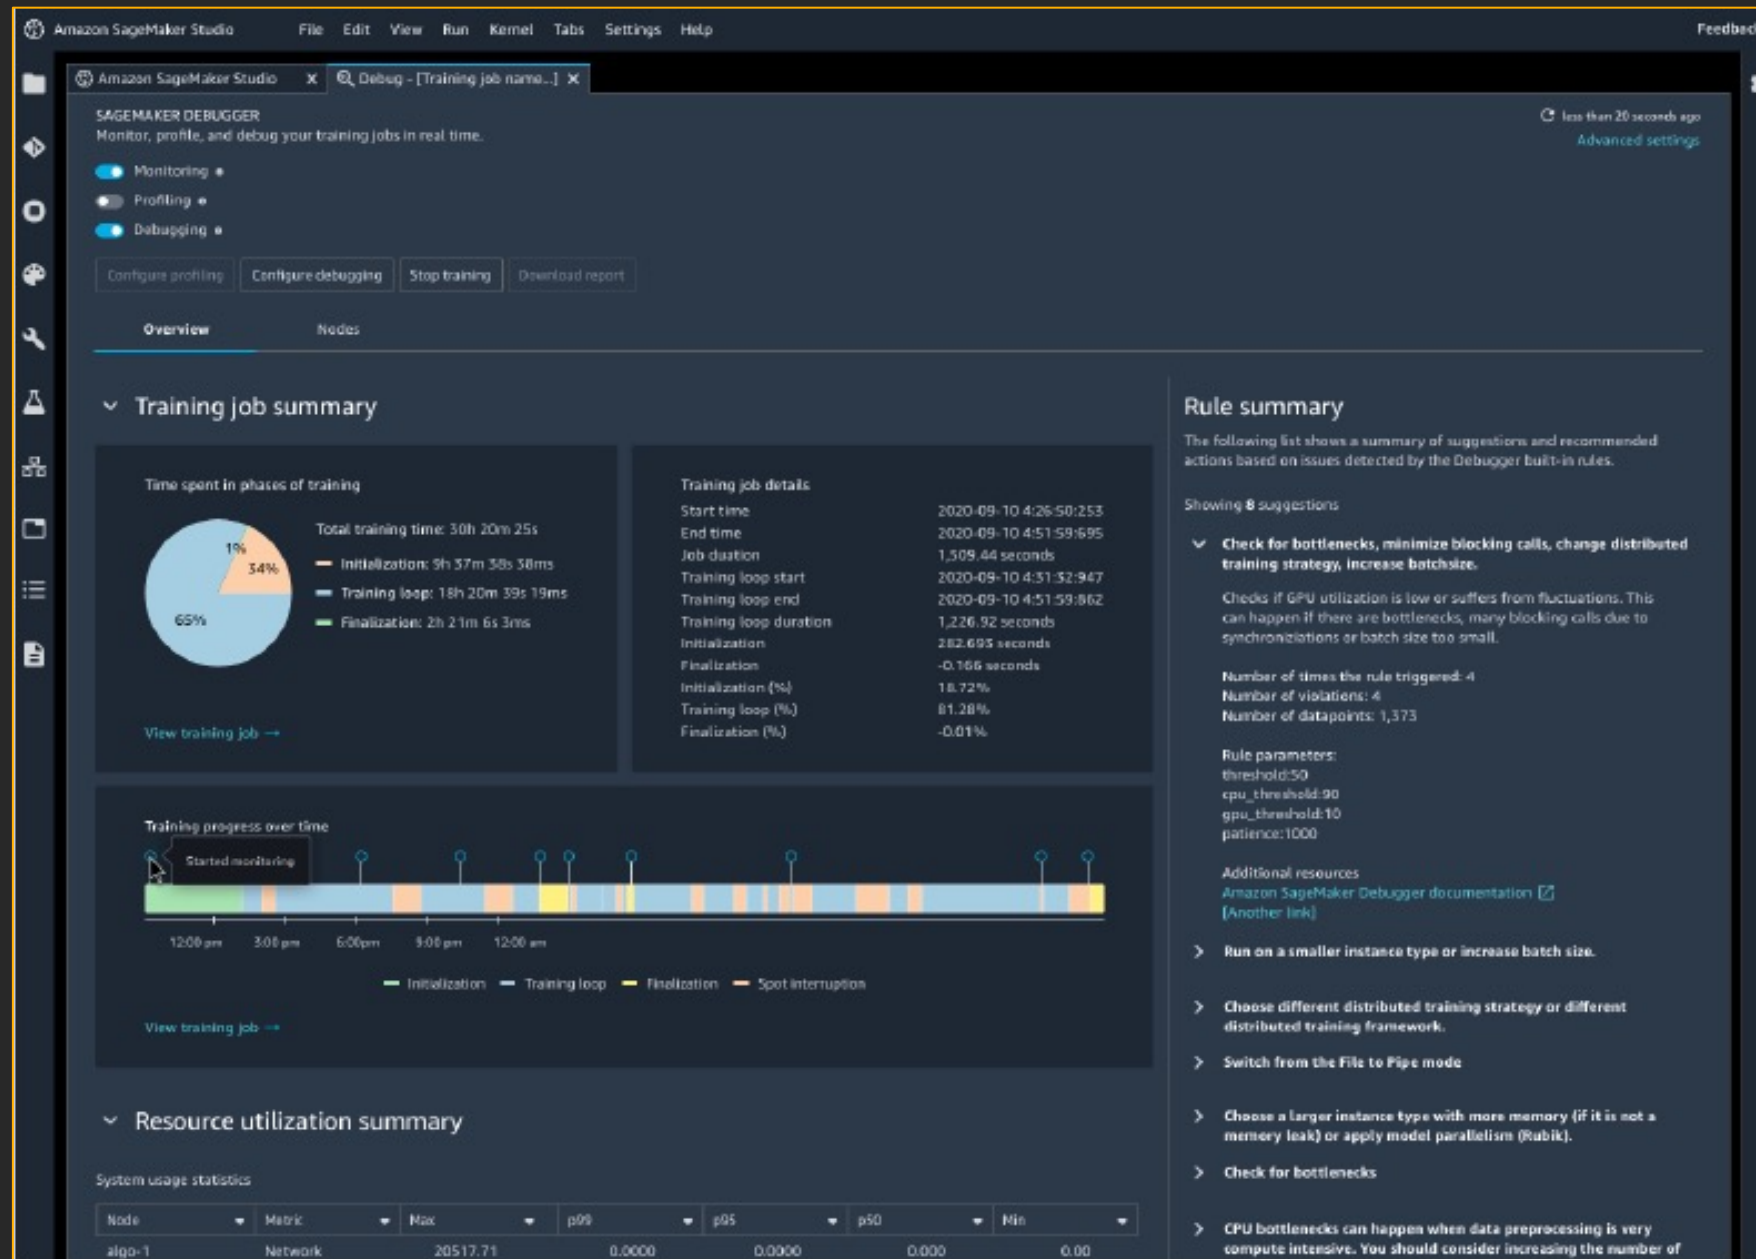 Amazon SageMaker Studio File Edit View Run Kernel Tabs Settings Help Feedbac
Amazon SageMaker Studio X Debug - [Training job name...] X
SAGEMAKER DEBUGGER
Monitor, profile, and debug your training jobs in real time.
less than 20 seconds ago
Advanced settings
Monitoring
Profiling
Debugging
Configure profiling Configure debugging Stop training Download report
Overview Nodes
Training job summary
Time spent in phases of training
1%
34%
65%
Total training time: 30h 20m 25s
Initialization: 9h 37m 38s 38ms
Training loop: 18h 20m 39s 19ms
Finalization: 2h 21m 6s 3ms
View training job →
Training job details
Start time 2020-09-10 4:26:50:253
End time 2020-09-10 4:51:59:695
Job duation 1,509.44 seconds
Training loop start 2020-09-10 4:31:32:947
Training loop end 2020-09-10 4:51:59:862
Training loop duration 1,226.92 seconds
Initialization 282.693 seconds
Finalization -0.166 seconds
Initialization (%) 18.72%
Training loop (%) 81.28%
Finalization (%) -0.01%
Training progress over time
Started monitoring
12:00 pm 3:00 pm 6:00pm 9:00 pm 12:00 am
Initialization Training loop Finalization Spot interruption
View training job →
Resource utilization summary
System usage statistics
Node Metric Max p99 p95 p50 Min
algo-1 Network 20517.71 0.0000 0.0000 0.000 0.00
Rule summary
The following list shows a summary of suggestions and recommended
actions based on issues detected by the Debugger built-in rules.
Showing 8 suggestions
Check for bottlenecks, minimize blocking calls, change distributed
training strategy, increase batchsize.
Checks if GPU utilization is low or suffers from fluctuations. This
can happen if there are bottlenecks, many blocking calls due to
synchroniziations or batch size too small.
Number of times the rule triggered: 4
Number of violations: 4
Number of datapoints: 1,373
Rule parameters:
threshold:50
cpu_threshold:90
gpu_threshold:10
patience:1000
Additional resources
Amazon SageMaker Debugger documentation
[Another link]
Run on a smaller instance type or increase batch size.
Choose different distributed training strategy or different
distributed training framework.
Switch from the File to Pipe mode
Choose a larger instance type with more memory (if it is not a
memory leak) or apply model parallelism (Rubik).
Check for bottlenecks
CPU bottlenecks can happen when data preprocessing is very
compute intensive. You should consider increasing the number of